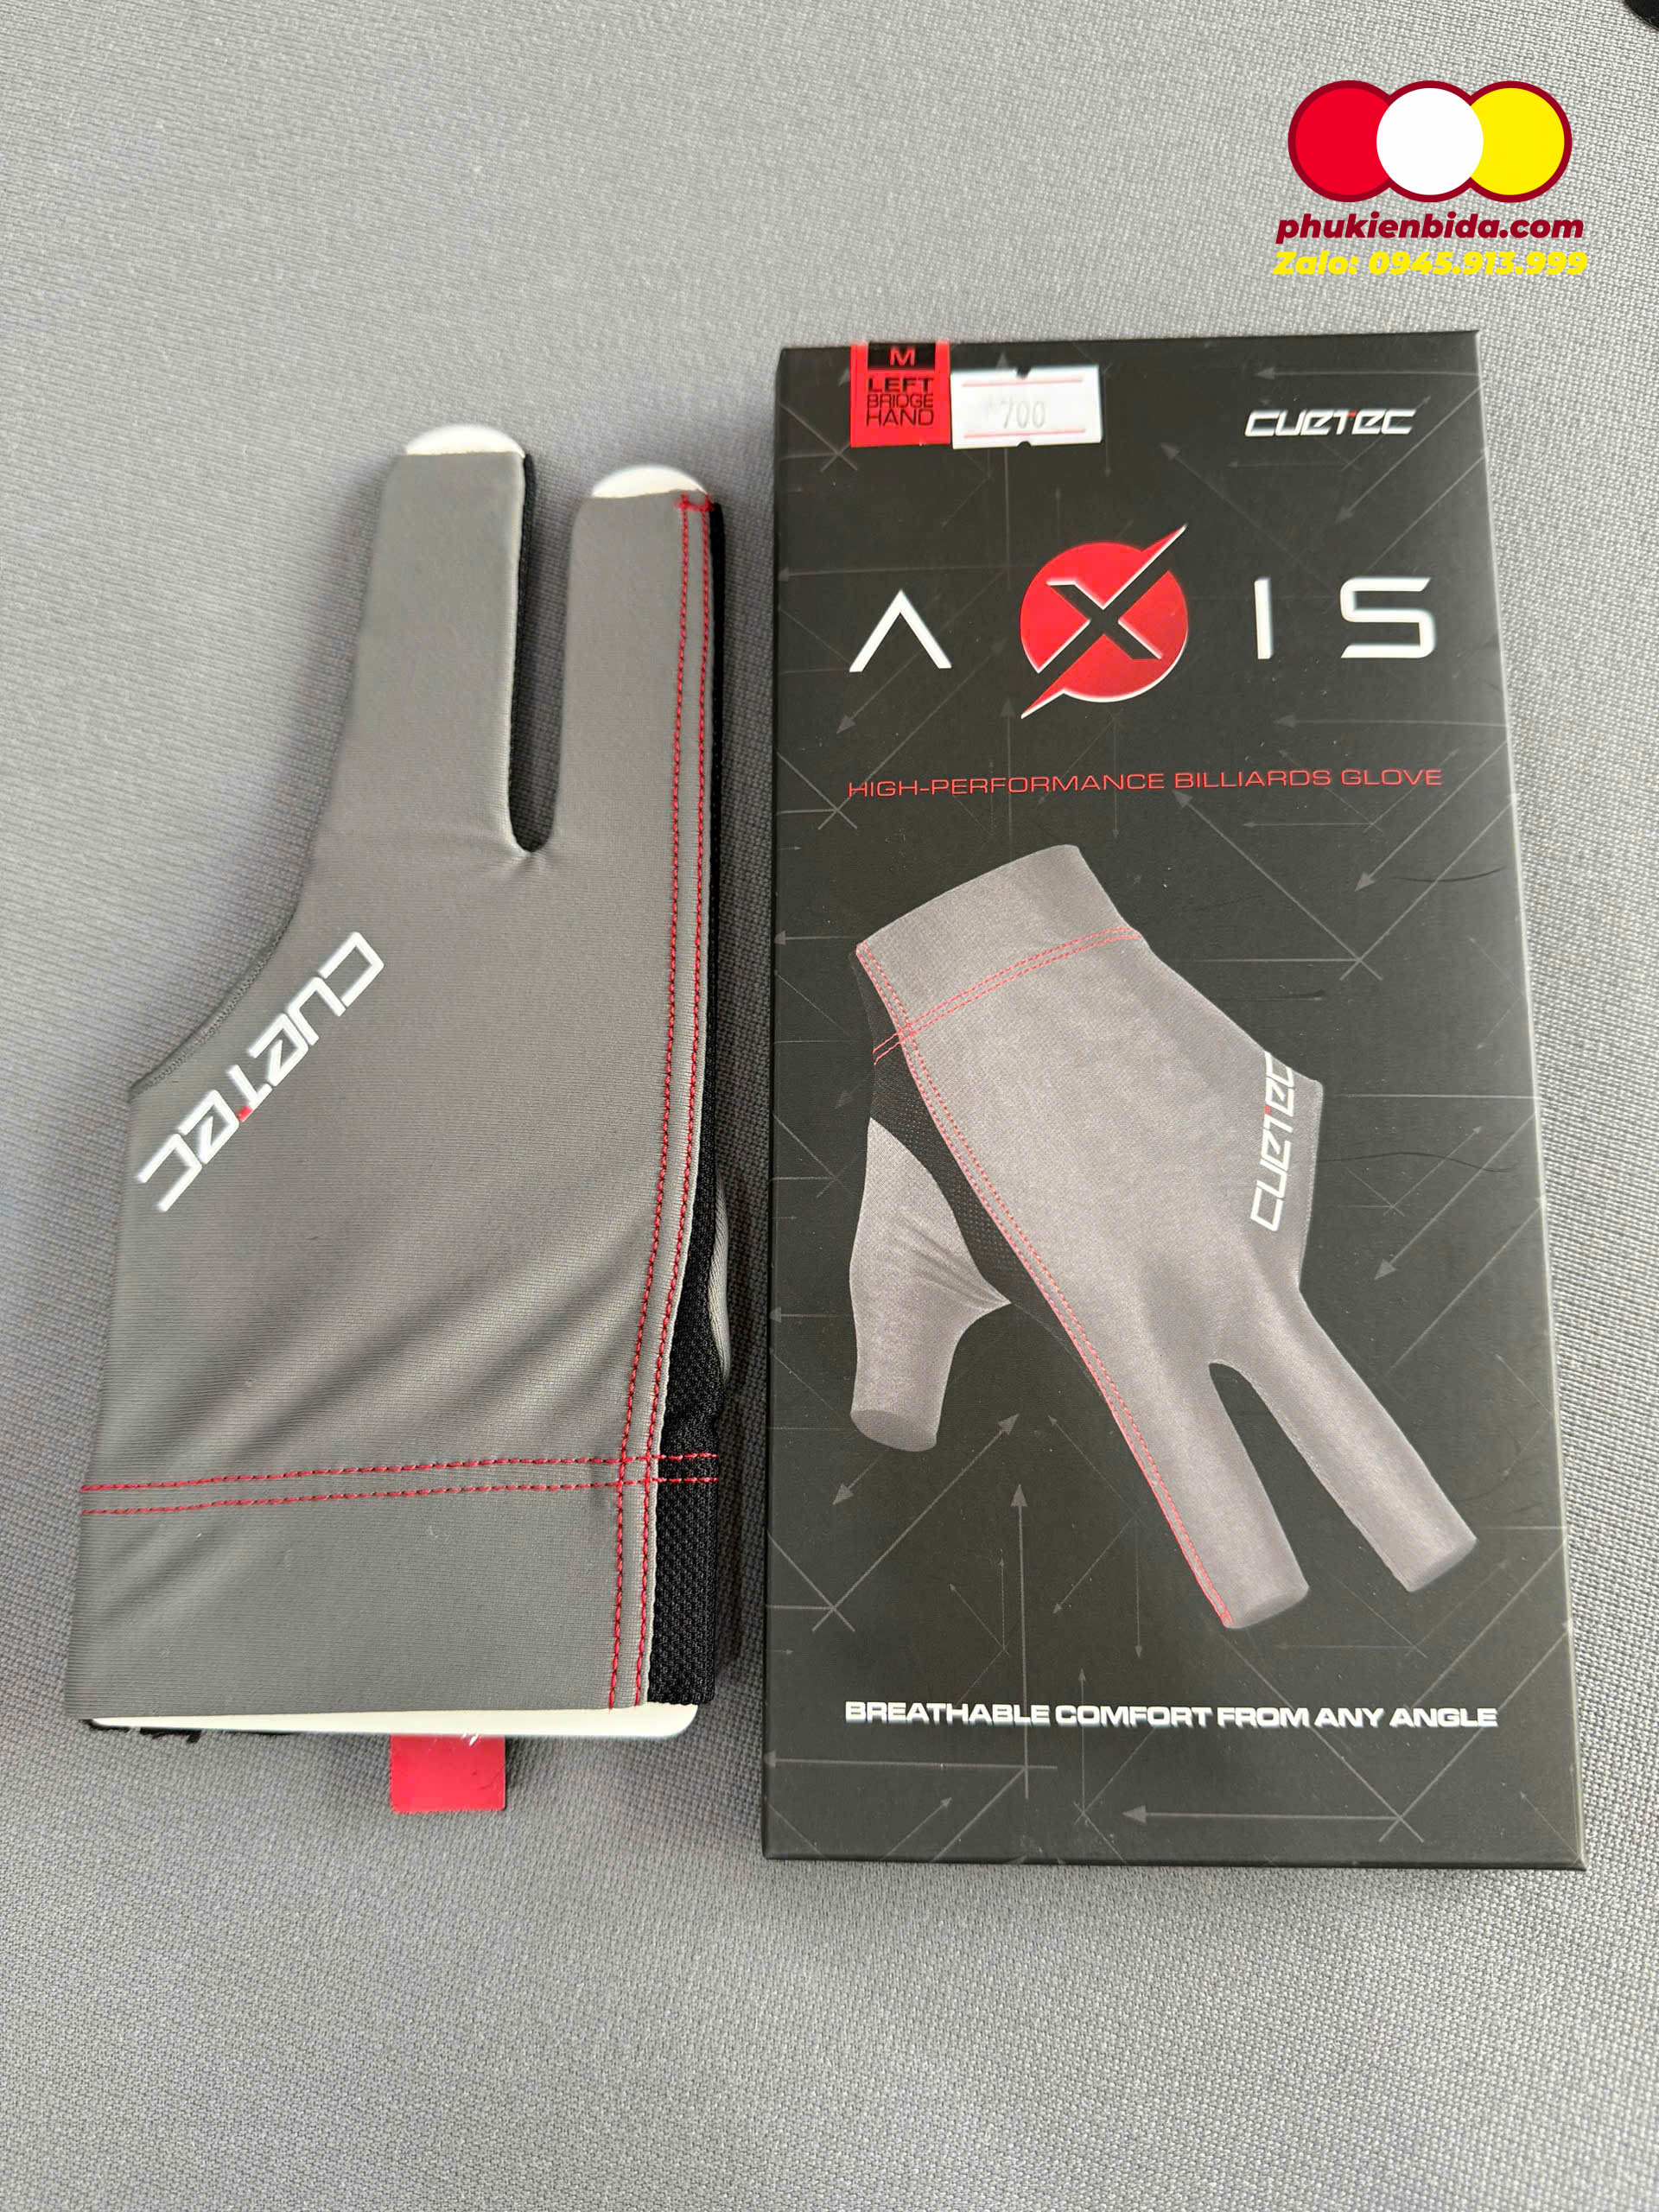 phukienbida.com
Zalo: 0945.913.999
M
LEFT
BRIDGE
HAND
700
CUETEC
AXIS
HIGH-PERFORMANCE BILLIARDS GLOVE
CUETEC
CUETEC
BREATHABLE COMFORT FROM ANY ANGLE